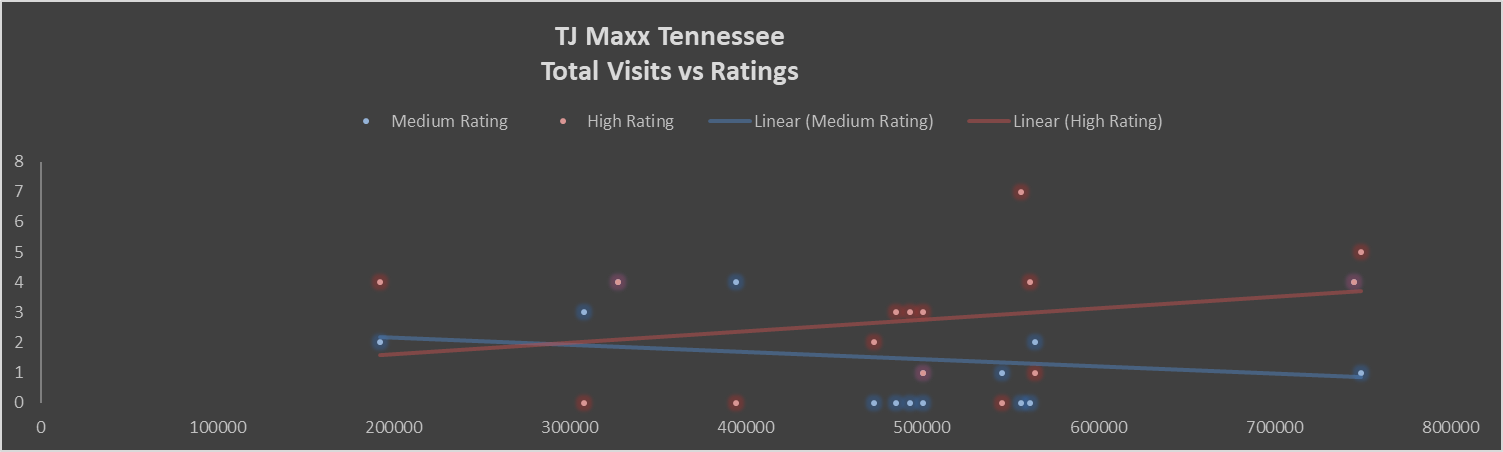 TJ Maxx Tennessee
Total Visits vs Ratings
Medium Rating High Rating Linear (Medium Rating) Linear (High Rating)
8
7
6
5
4
3
2
1
0
0 100000 200000 300000 400000 500000 600000 700000 800000